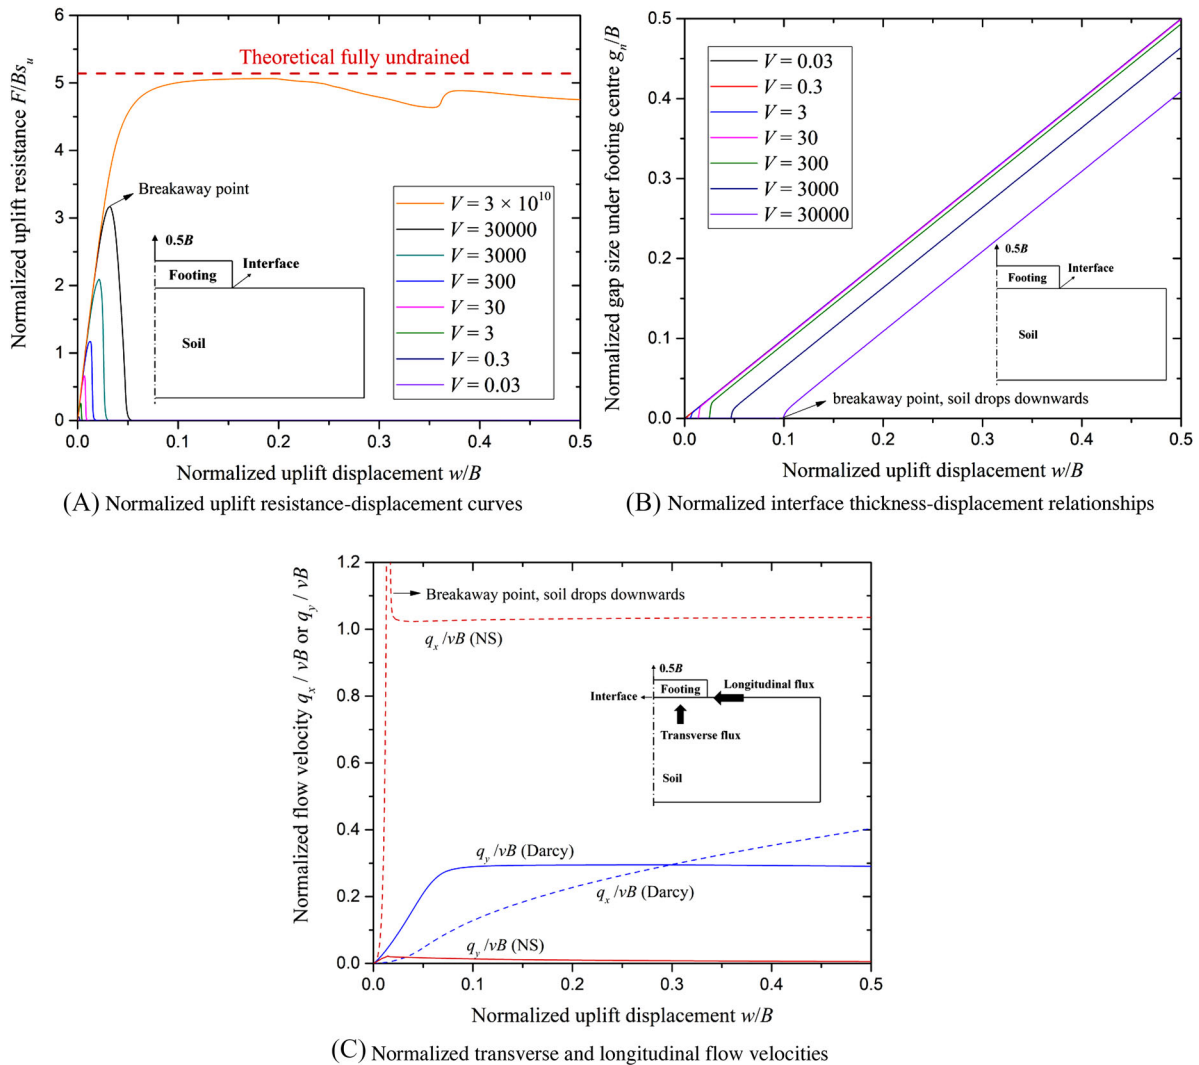 6
5
4
3
2
1
0
Normalized uplift resistance F/Bs_u
Theoretical fully undrained
Breakaway point
0.5B
Footing
Interface
Soil
V = 3 × 10^10
V = 30000
V = 3000
V = 300
V = 30
V = 3
V = 0.3
V = 0.03
0.0 0.1 0.2 0.3 0.4 0.5
Normalized uplift displacement w/B
(A) Normalized uplift resistance-displacement curves
0.5
0.4
0.3
0.2
0.1
0.0
Normalized gap size under footing centre g_n/B
V = 0.03
V = 0.3
V = 3
V = 30
V = 300
V = 3000
V = 30000
0.5B
Footing
Interface
Soil
breakaway point, soil drops downwards
0.0 0.1 0.2 0.3 0.4 0.5
Normalized uplift displacement w/B
(B) Normalized interface thickness-displacement relationships
1.2
1.0
0.8
0.6
0.4
0.2
0.0
Normalized flow velocity q_x / vB or q_y / vB
Breakaway point, soil drops downwards
q_x/vB (NS)
0.5B
Footing
Longitudinal flux
Interface
Transverse flux
Soil
q_y/vB (Darcy)
q_x/vB (Darcy)
q_y/vB (NS)
0.0 0.1 0.2 0.3 0.4 0.5
Normalized uplift displacement w/B
(C) Normalized transverse and longitudinal flow velocities